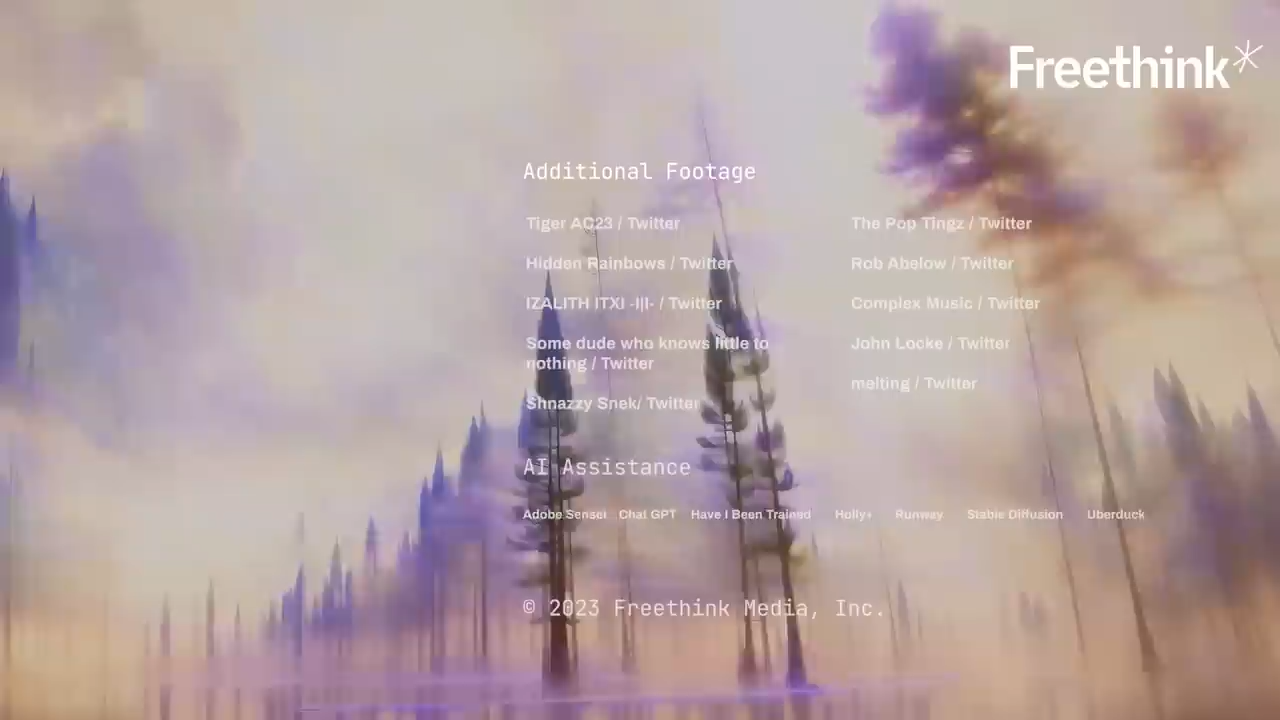 Freethink*
Additional Footage
Tiger AC23 / Twitter
Hidden Rainbows / Twitter
IZALITH ITXI -I|I- / Twitter
Some dude who knows little to
nothing / Twitter
Shnazzy Snek/ Twitter
The Pop Tingz / Twitter
Rob Abelow / Twitter
Complex Music / Twitter
John Locke / Twitter
melting / Twitter
AI Assistance
Adobe Sensei Chat GPT Have I Been Trained Holly+ Runway Stable Diffusion Uberduck
© 2023 Freethink Media, Inc.